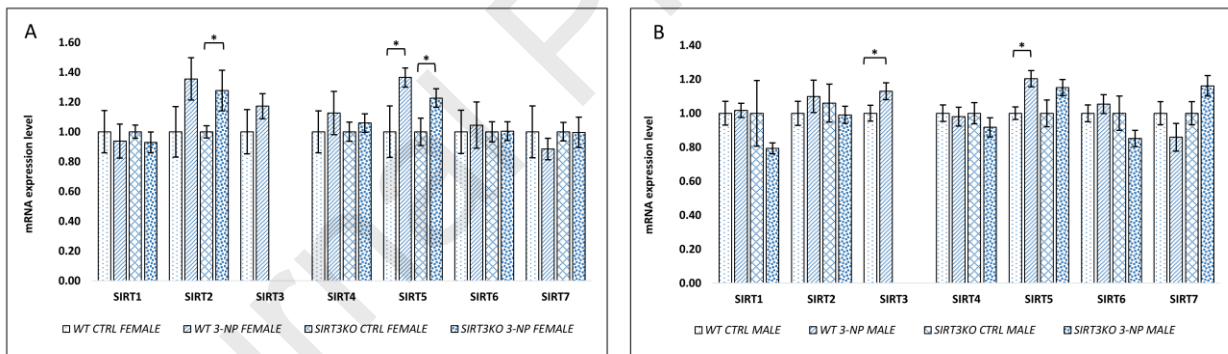 A
mRNA expression level
1.60
1.40
1.20
1.00
0.80
0.60
0.40
0.20
0.00
* * *
SIRT1 SIRT2 SIRT3 SIRT4 SIRT5 SIRT6 SIRT7
WT CTRL FEMALE WT 3-NP FEMALE SIRT3KO CTRL FEMALE SIRT3KO 3-NP FEMALE
B
mRNA expression level
1.40
1.20
1.00
0.80
0.60
0.40
0.20
0.00
* *
SIRT1 SIRT2 SIRT3 SIRT4 SIRT5 SIRT6 SIRT7
WT CTRL MALE WT 3-NP MALE SIRT3KO CTRL MALE SIRT3KO 3-NP MALE